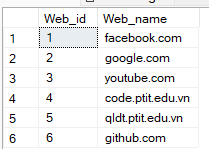 Web_id Web_name
1 1 facebook.com
2 2 google.com
3 3 youtube.com
4 4 code.ptit.edu.vn
5 5 qldt.ptit.edu.vn
6 6 github.com